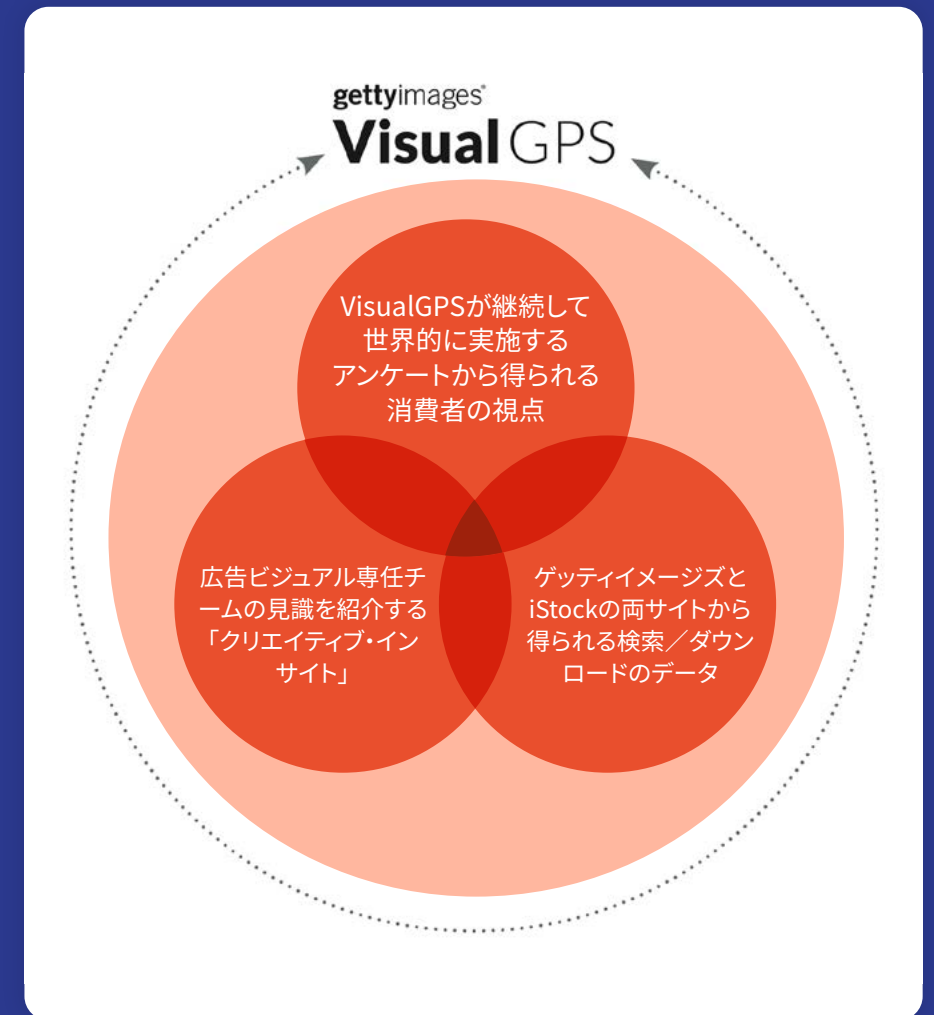 gettyimages®
Visual GPS
VisualGPSが継続して
世界的に実施する
アンケートから得られる
消費者の視点
広告ビジュアル専任チ
ームの見識を紹介する
「クリエイティブ・イン
サイト」
ゲッティイメージズと
iStockの両サイトから
得られる検索／ダウン
ロードのデータ